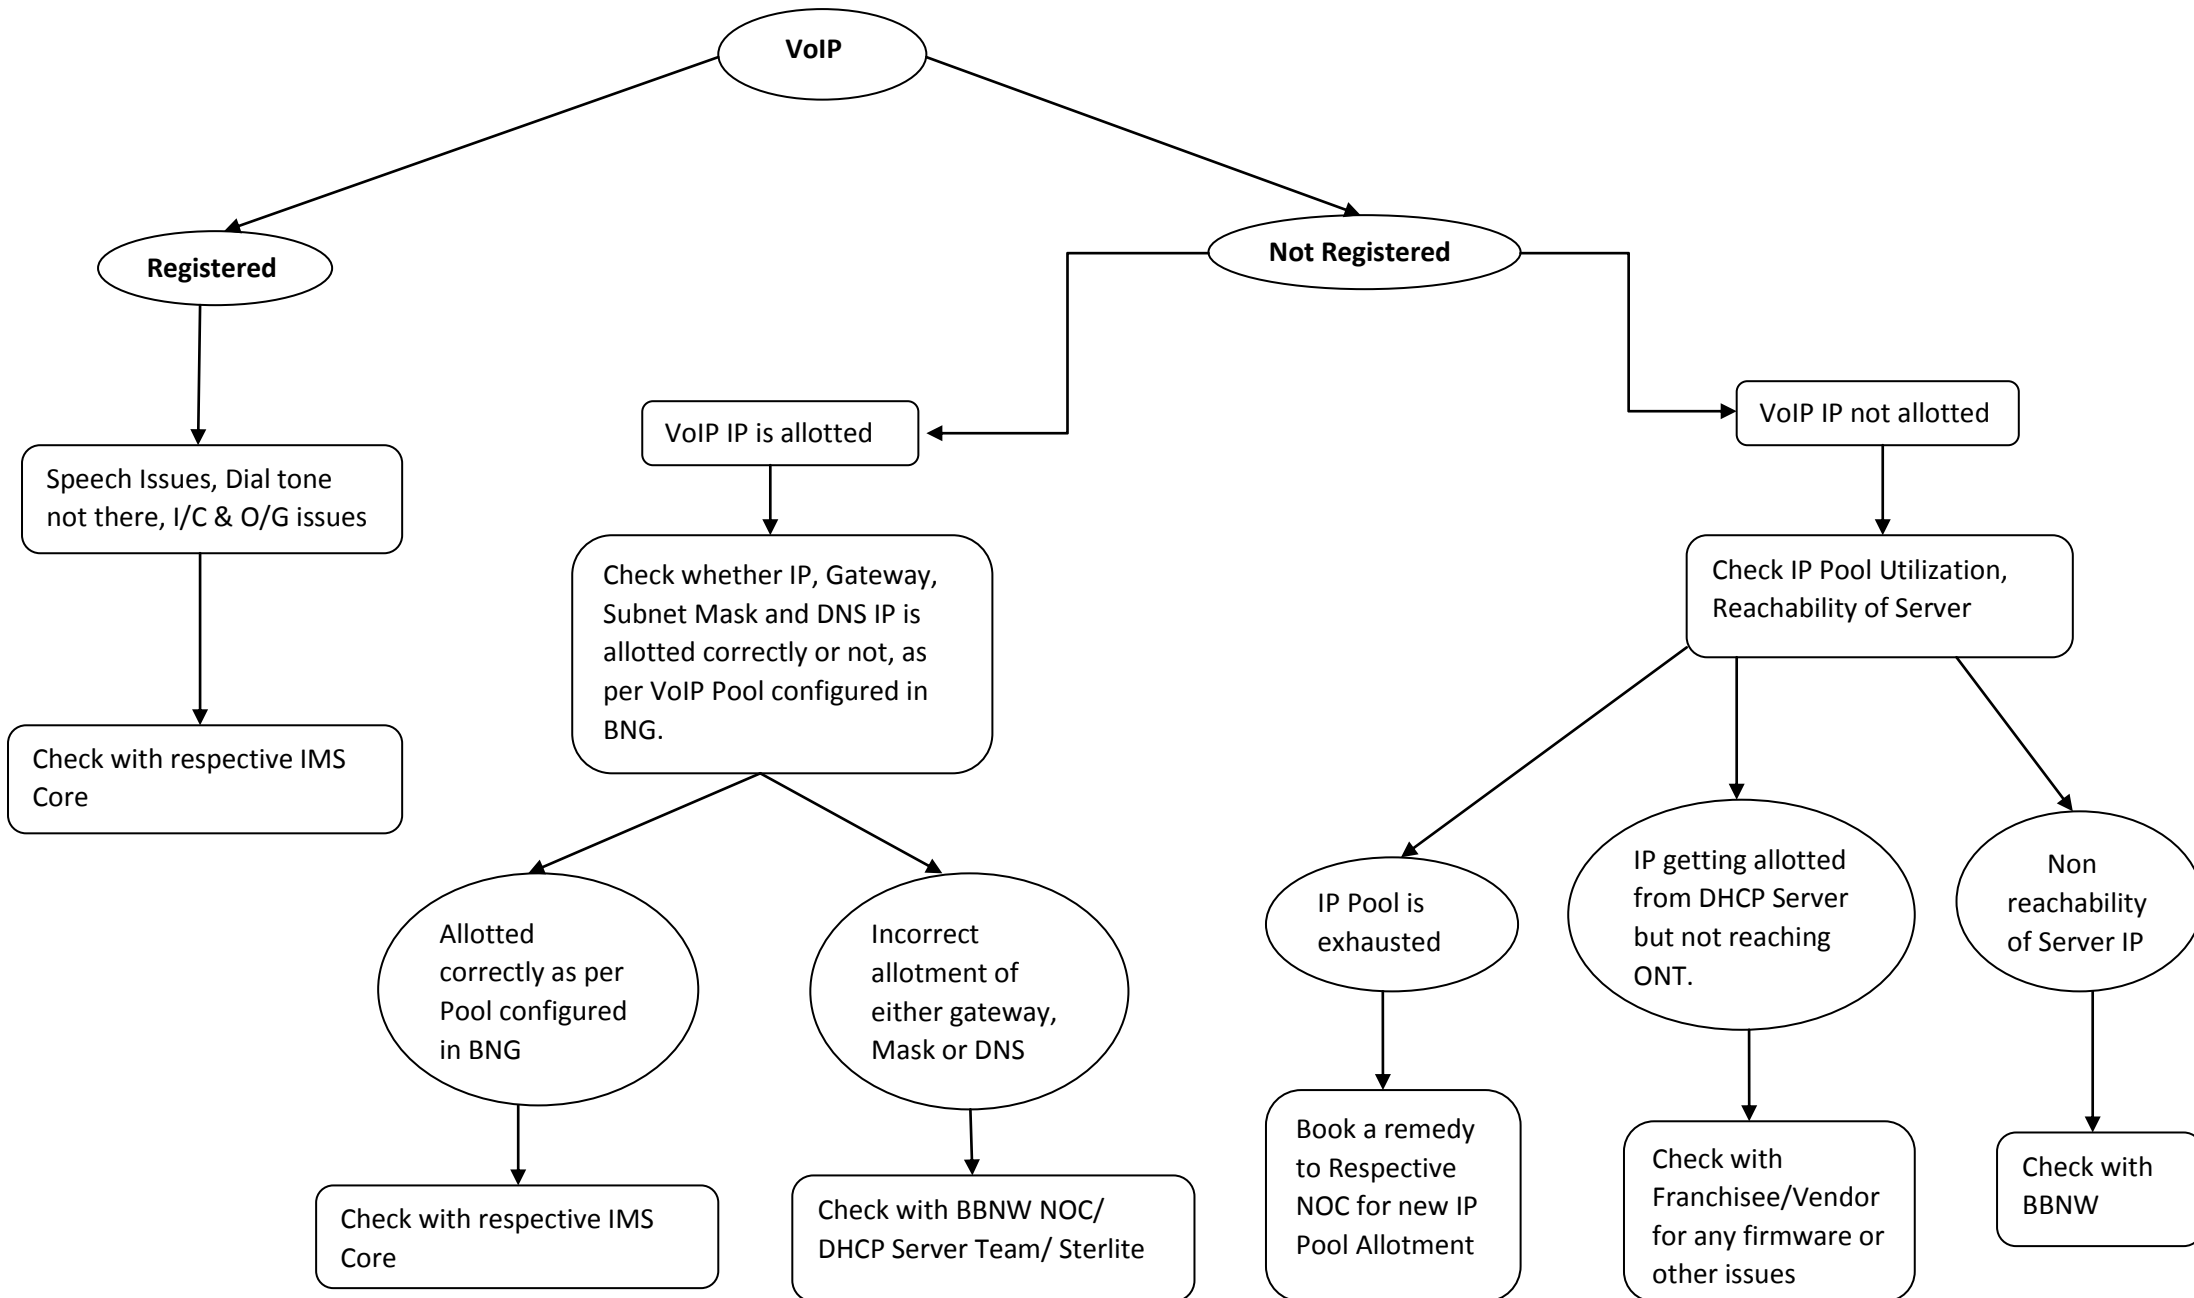 VoIP
Registered
Not Registered
VoIP IP is allotted
VoIP IP not allotted
Speech Issues, Dial tone
not there, I/C & O/G issues
Check whether IP, Gateway,
Subnet Mask and DNS IP is
allotted correctly or not, as
per VoIP Pool configured in
BNG.
Check IP Pool Utilization,
Reachability of Server
Check with respective IMS
Core
Allotted
correctly as per
Pool configured
in BNG
Incorrect
allotment of
either gateway,
Mask or DNS
IP Pool is
exhausted
IP getting allotted
from DHCP Server
but not reaching
ONT.
Non
reachability
of Server IP
Check with respective IMS
Core
Check with BBNW NOC/
DHCP Server Team/ Sterlite
Book a remedy
to Respective
NOC for new IP
Pool Allotment
Check with
Franchisee/Vendor
for any firmware or
other issues
Check with
BBNW